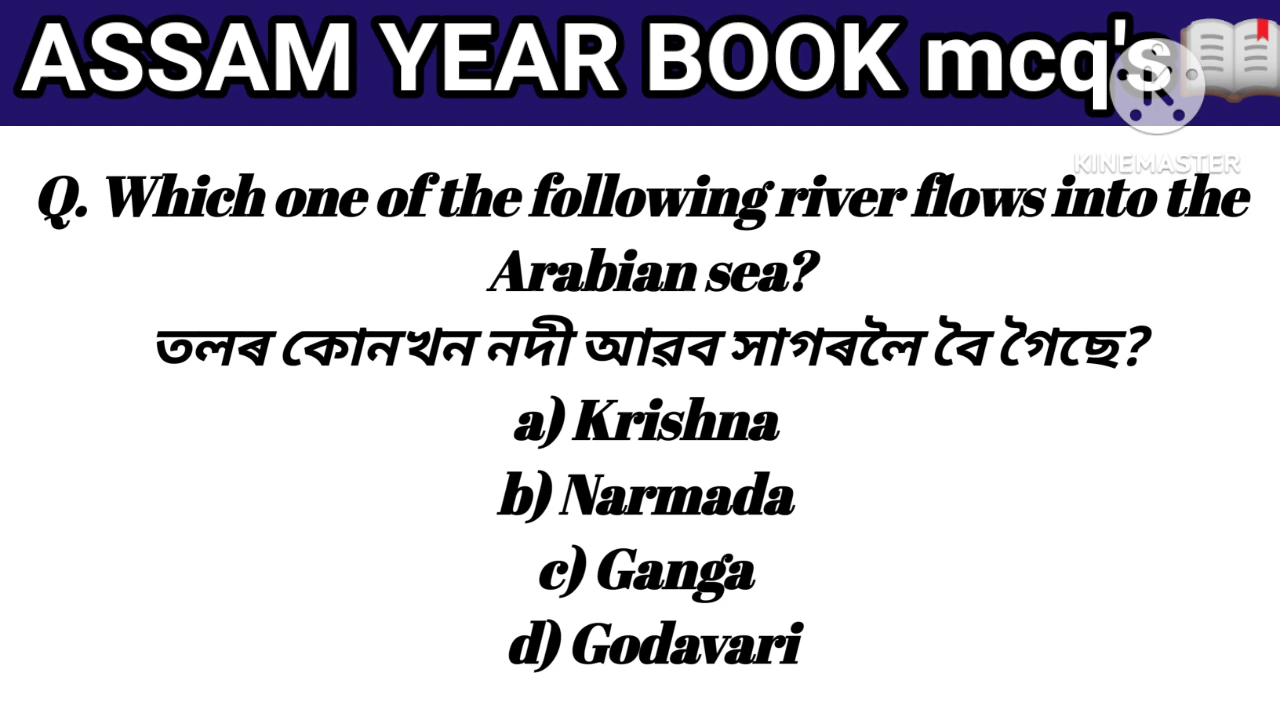 ASSAM YEAR BOOK mcq's
KINEMASTER
Q. Which one of the following river flows into the
Arabian sea?
তলৰ কোনখন নদী আৱব সাগৰলৈ বৈ গৈছে?
a) Krishna
b) Narmada
c) Ganga
d) Godavari